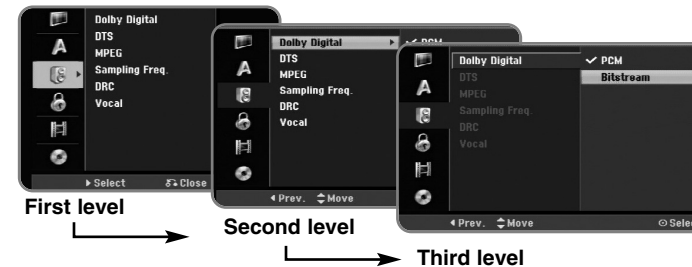 Dolby Digital
DTS
MPEG
Sampling Freq.
DRC
Vocal
A
Select
Close
First level
Dolby Digital
DTS
MPEG
Sampling Freq.
DRC
Vocal
A
PCM
Prev.
Move
Second level
Dolby Digital
DTS
MPEG
Sampling Freq.
DRC
Vocal
A
✓ PCM
Bitstream
Prev.
Move
Selec
Third level